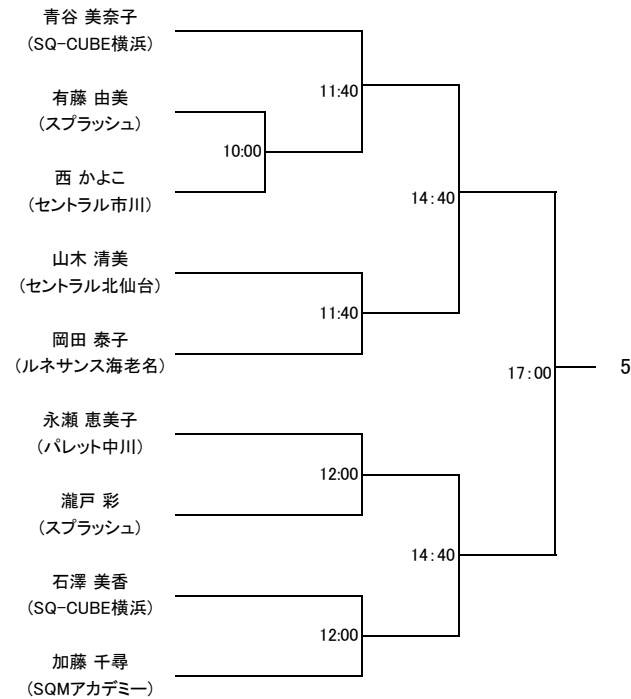 青谷 美奈子
(SQ-CUBE横浜)
11:40
有藤 由美
(スプラッシュ)
10:00
西 かよこ
(セントラル市川)
14:40
山木 清美
(セントラル北仙台)
11:40
岡田 泰子
(ルネサンス海老名)
17:00
5
永瀬 恵美子
(パレット中川)
12:00
瀧戸 彩
(スプラッシュ)
14:40
石澤 美香
(SQ-CUBE横浜)
12:00
加藤 千尋
(SQMアカデミー)